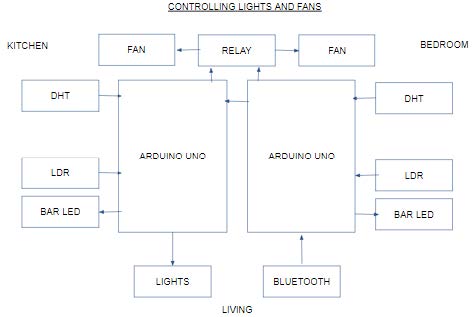 CONTROLLING LIGHTS AND FANS
KITCHEN
FAN
RELAY
FAN
BEDROOM
DHT
DHT
ARDUINO UNO
ARDUINO UNO
LDR
LDR
BAR LED
BAR LED
LIGHTS
BLUETOOTH
LIVING